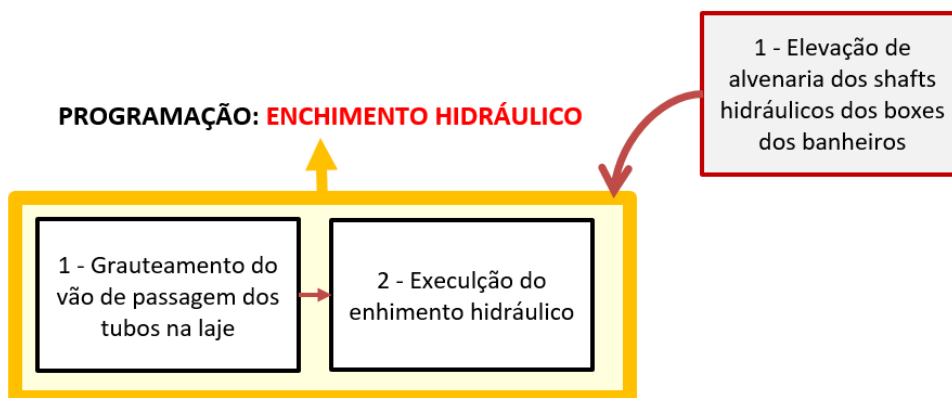 1 - Elevação de
alvenaria dos shafts
hidráulicos dos boxes
dos banheiros
PROGRAMAÇÃO: ENCHIMENTO HIDRÁULICO
1 - Grauteamento do
vão de passagem dos
tubos na laje
2 - Execulção do
enhimento hidráulico